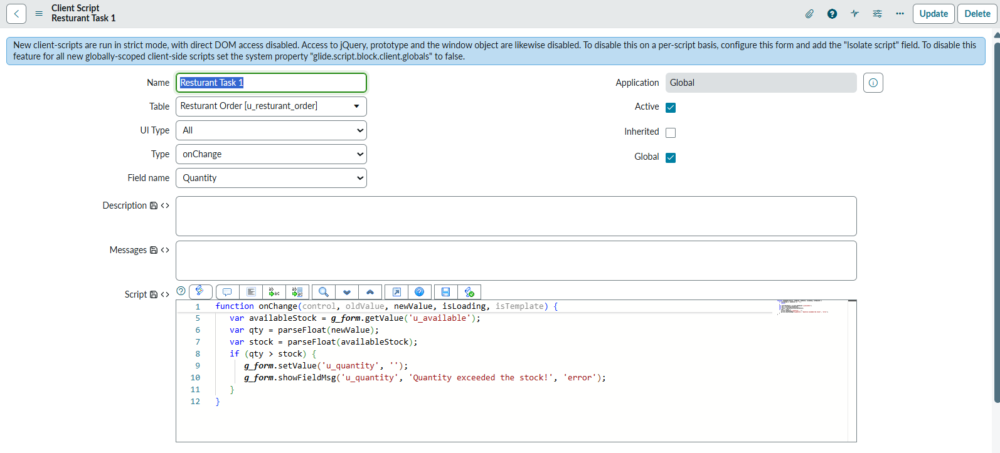 Client Script
Resturant Task 1
Update
Delete
New client-scripts are run in strict mode, with direct DOM access disabled. Access to jQuery, prototype and the window object are likewise disabled. To disable this on a per-script basis, configure this form and add the "Isolate script" field. To disable this
feature for all new globally-scoped client-side scripts set the system property "glide.script.block.client.globals" to false.
Name
Resturant Task 1
Application
Global
Table
Resturant Order [u_resturant_order]
Active
UI Type
All
Inherited
Type
onChange
Global
Field name
Quantity
Description
Messages
Script
1 function onChange(control, oldValue, newValue, isLoading, isTemplate) {
5 var availableStock = g_form.getValue('u_available');
6 var qty = parseFloat(newValue);
7 var stock = parseFloat(availableStock);
8 if (qty > stock) {
9 g_form.setValue('u_quantity', '');
10 g_form.showFieldMsg('u_quantity', 'Quantity exceeded the stock!', 'error');
11 }
12 }